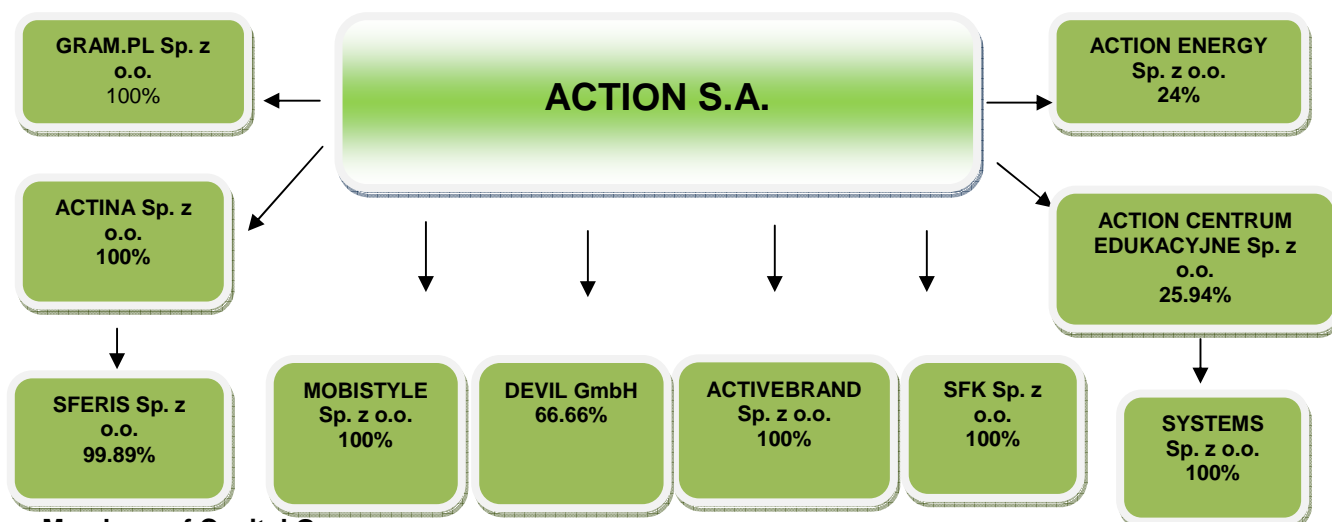 GRAM.PL Sp. z
o.o.
100%
ACTION S.A.
ACTION ENERGY
Sp. z o.o.
24%
ACTINA Sp. z
o.o.
100%
ACTION CENTRUM
EDUKACYJNE Sp. z
o.o.
25.94%
SFERIS Sp. z
o.o.
99.89%
MOBISTYLE
Sp. z o.o.
100%
DEVIL GmbH
66.66%
ACTIVEBRAND
Sp. z o.o.
100%
SFK Sp. z
o.o.
100%
SYSTEMS
Sp. z o.o.
100%